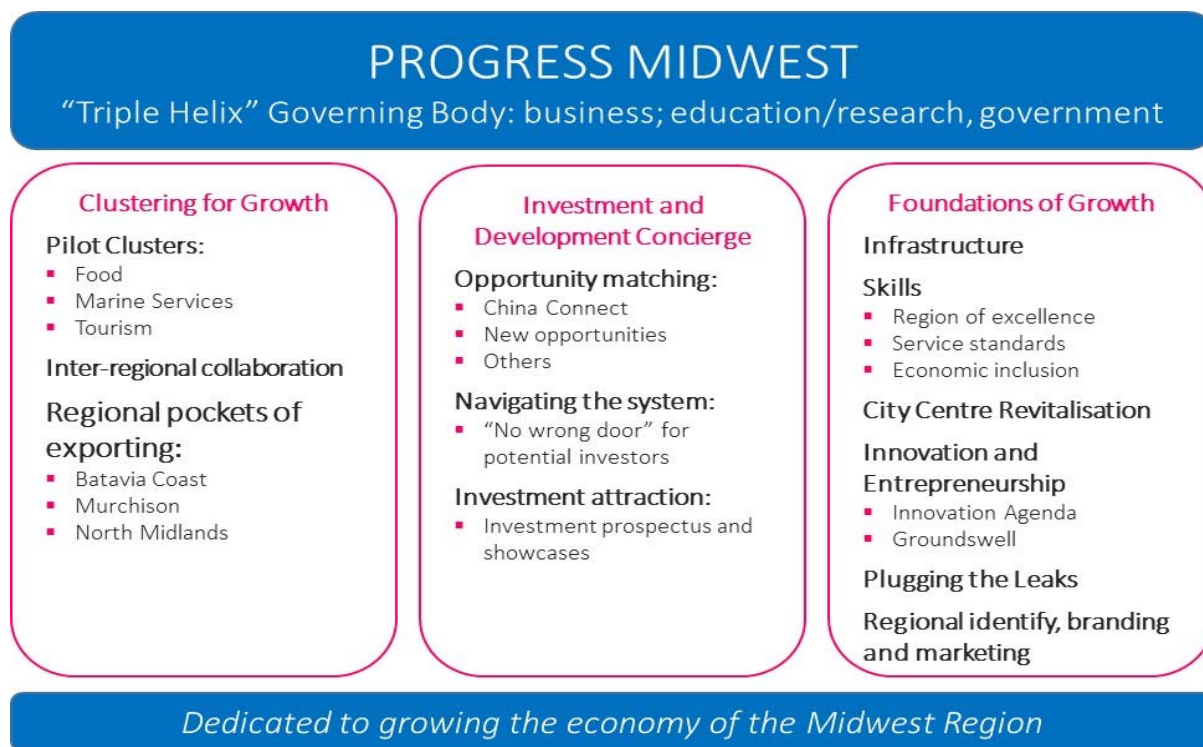 PROGRESS MIDWEST
“Triple Helix” Governing Body: business; education/research, government
Clustering for Growth
Pilot Clusters:
▪ Food
▪ Marine Services
▪ Tourism
Inter-regional collaboration
Regional pockets of
exporting:
▪ Batavia Coast
▪ Murchison
▪ North Midlands
Investment and
Development Concierge
Opportunity matching:
▪ China Connect
▪ New opportunities
▪ Others
Navigating the system:
▪ “No wrong door” for
potential investors
Investment attraction:
▪ Investment prospectus and
showcases
Foundations of Growth
Infrastructure
Skills
▪ Region of excellence
▪ Service standards
▪ Economic inclusion
City Centre Revitalisation
Innovation and
Entrepreneurship
▪ Innovation Agenda
▪ Groundswell
Plugging the Leaks
Regional identify, branding
and marketing
Dedicated to growing the economy of the Midwest Region